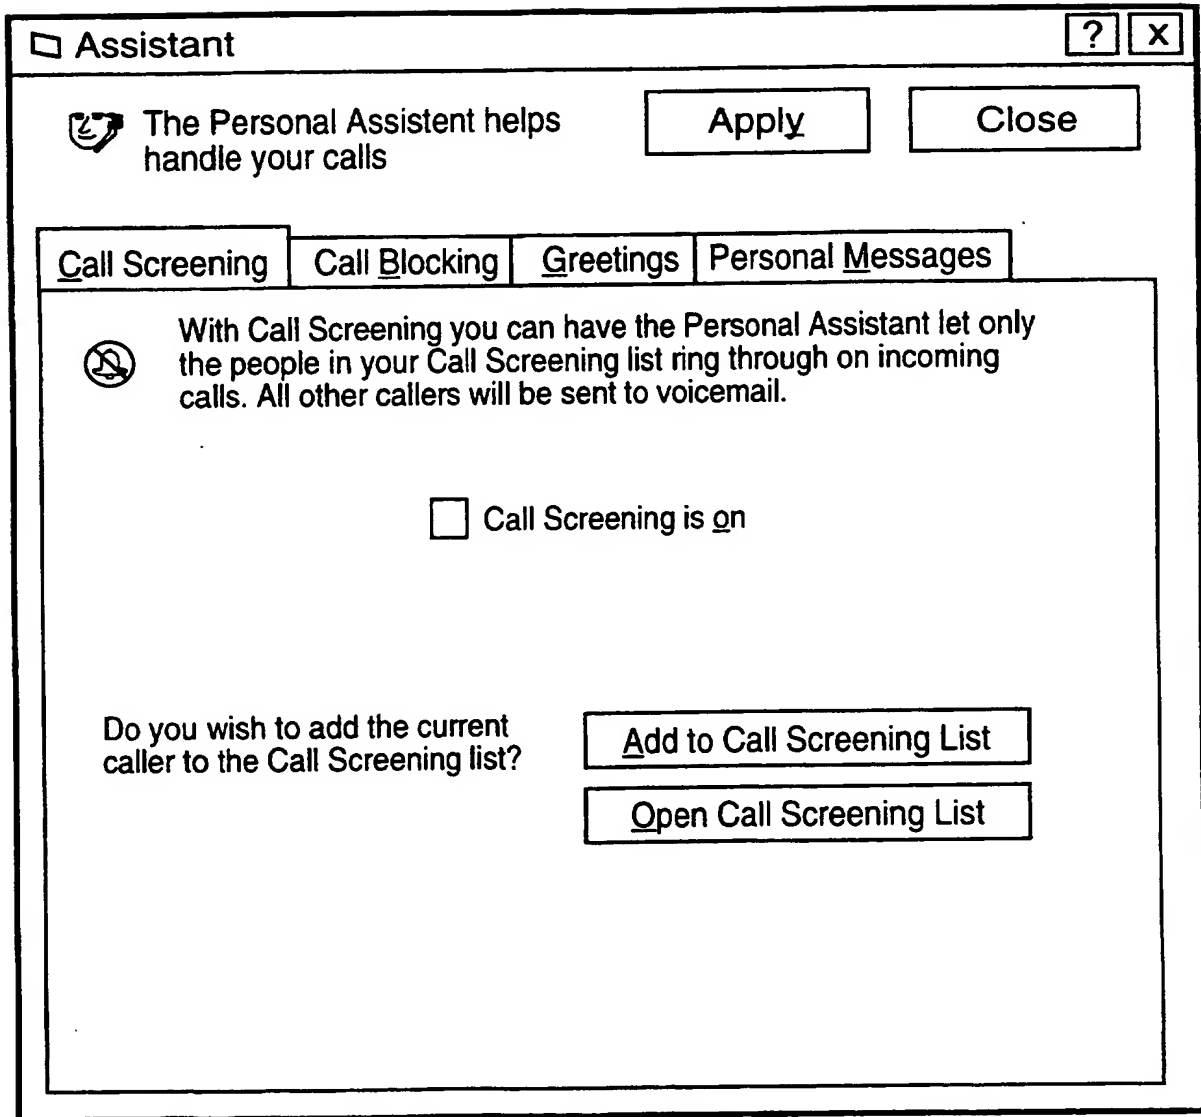 Assistant
? X
The Personal Assistent helps
handle your calls
Apply
Close
Call Screening
Call Blocking
Greetings
Personal Messages
With Call Screening you can have the Personal Assistant let only
the people in your Call Screening list ring through on incoming
calls. All other callers will be sent to voicemail.
Call Screening is on
Do you wish to add the current
caller to the Call Screening list?
Add to Call Screening List
Open Call Screening List